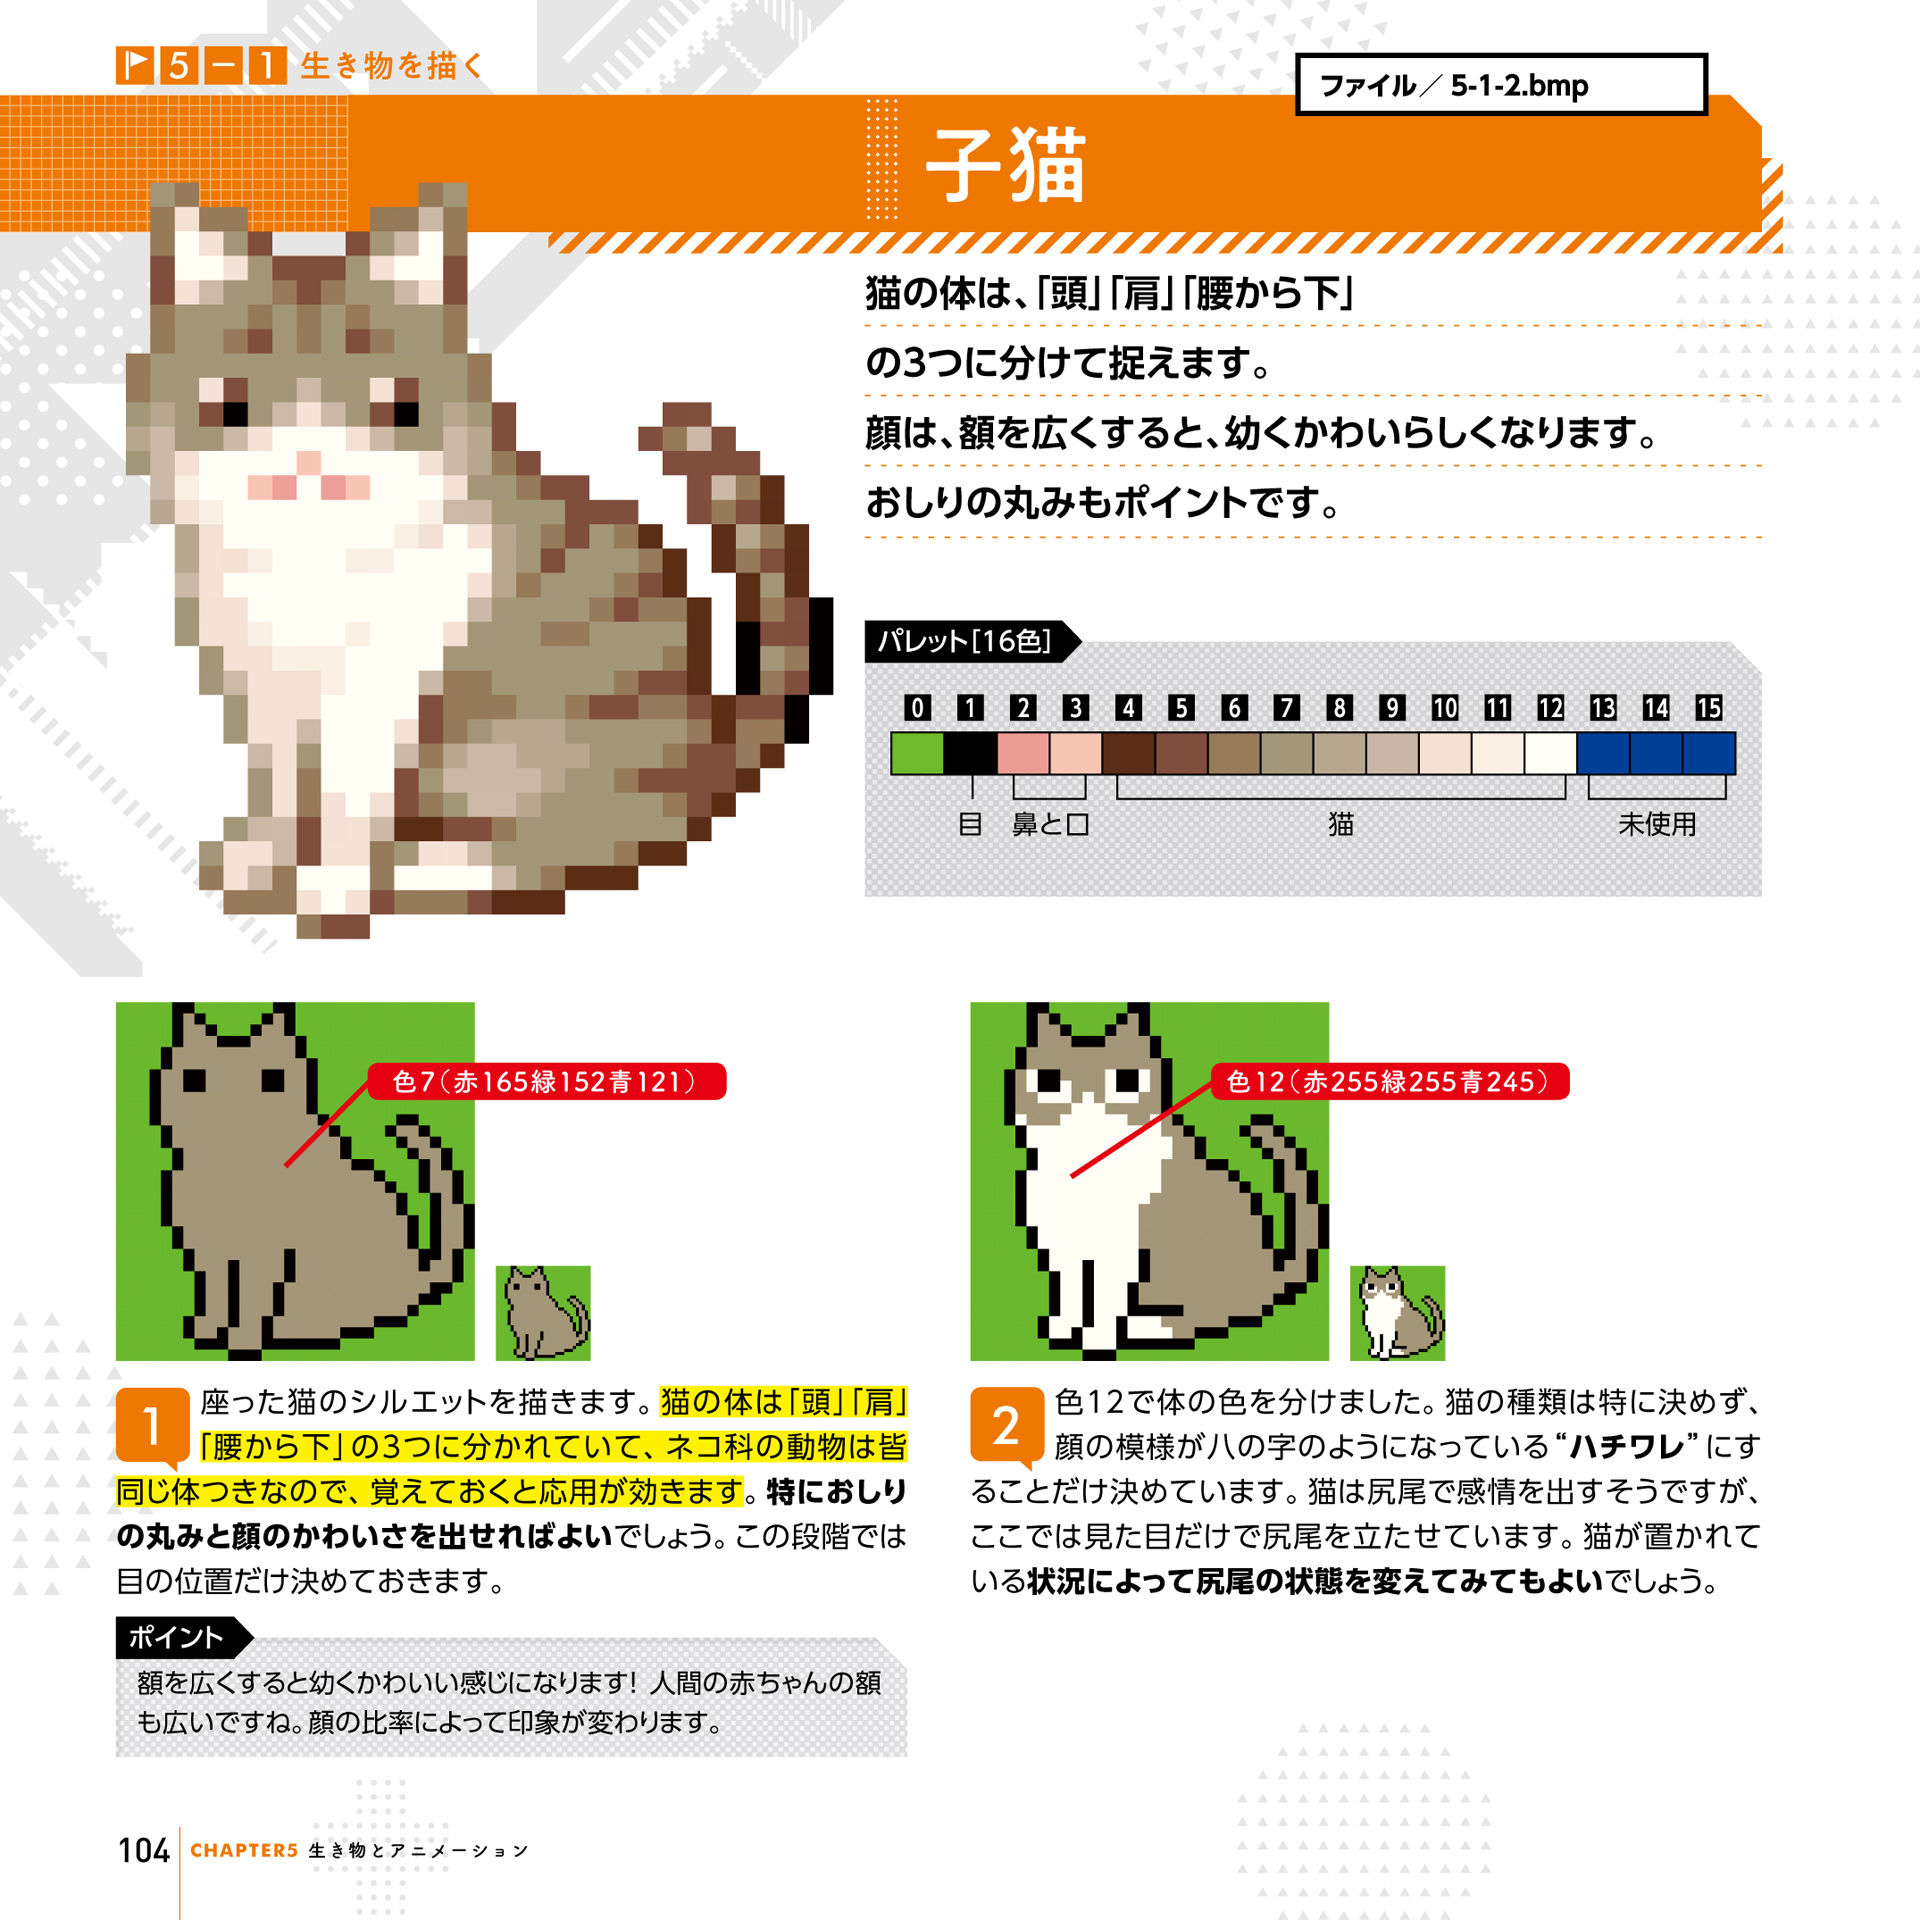 5-1 生き物を描く
ファイル／5-1-2.bmp
子猫
猫の体は、「頭」「肩」「腰から下」
の3つに分けて捉えます。
顔は、額を広くすると、幼くかわいらしくなります。
おしりの丸みもポイントです。
パレット[16色]
0 1 2 3 4 5 6 7 8 9 10 11 12 13 14 15
目 鼻と口 猫 未使用
色7（赤165緑152青121）
1 座った猫のシルエットを描きます。猫の体は「頭」「肩」
「腰から下」の3つに分かれていて、ネコ科の動物は皆
同じ体つきなので、覚えておくと応用が効きます。特におしり
の丸みと顔のかわいさを出せればよいでしょう。この段階では
目の位置だけ決めておきます。
ポイント
額を広くすると幼くかわいい感じになります！ 人間の赤ちゃんの額
も広いですね。顔の比率によって印象が変わります。
色12（赤255緑255青245）
2 色12で体の色を分けました。猫の種類は特に決めず、
顔の模様が八の字のようになっている“ハチワレ”にす
ることだけ決めています。猫は尻尾で感情を出すそうですが、
ここでは見た目だけで尻尾を立たせています。猫が置かれて
いる状況によって尻尾の状態を変えてみてもよいでしょう。
104 CHAPTER5 生き物とアニメーション